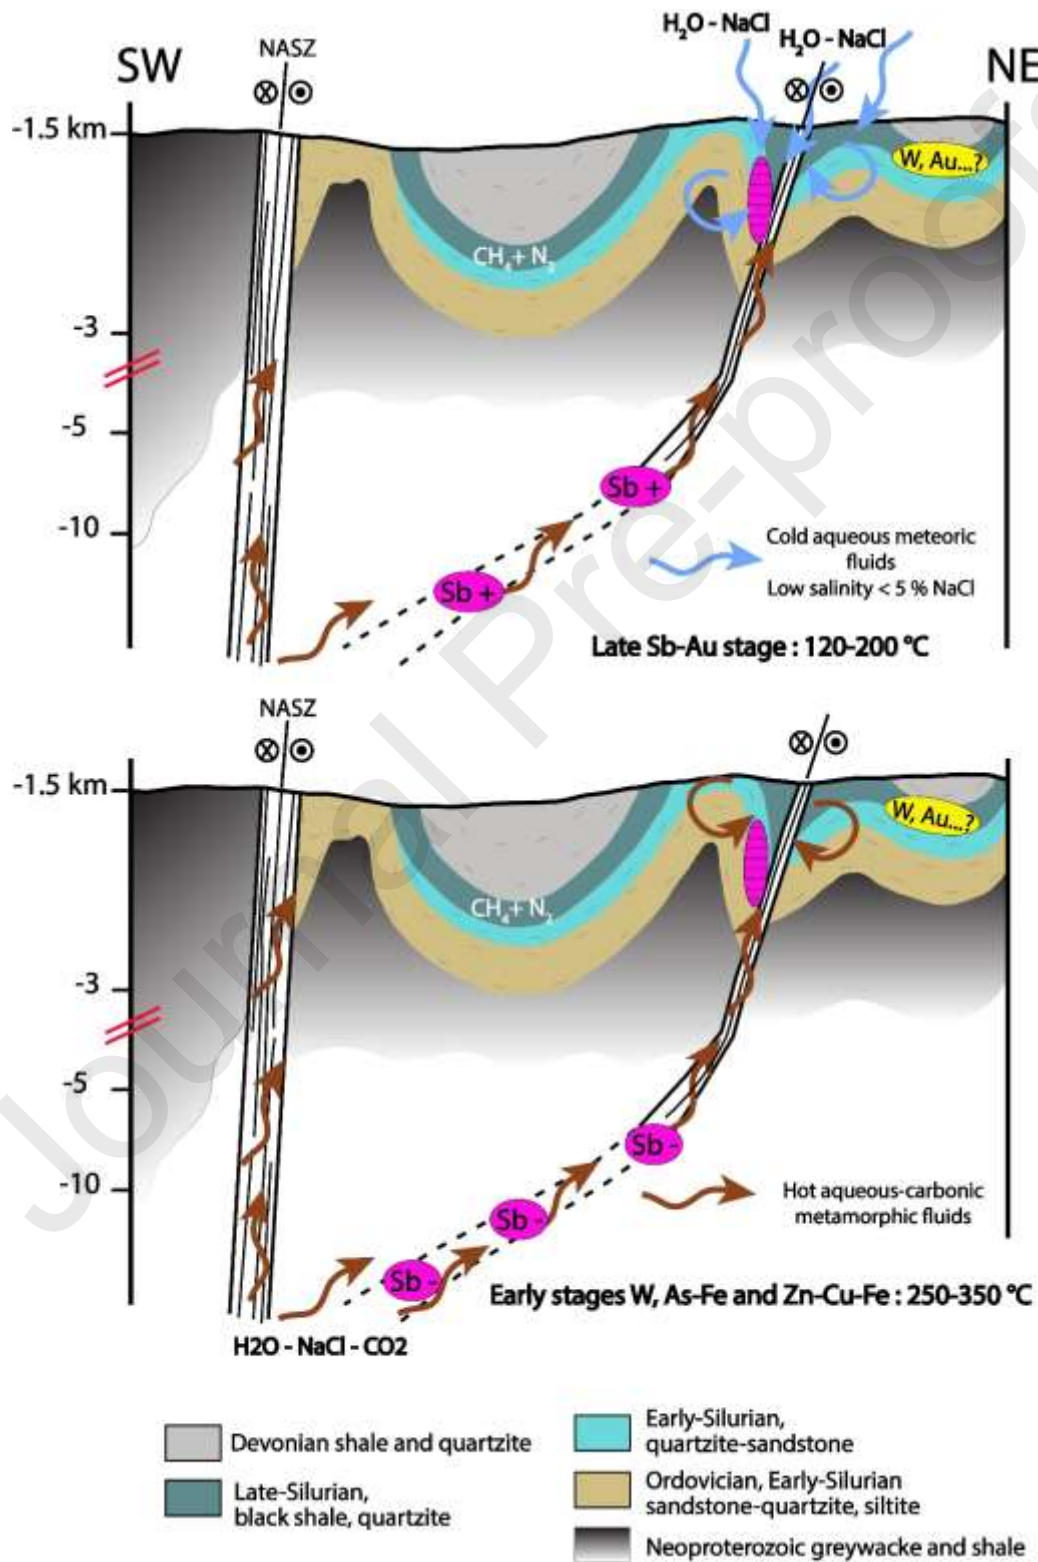 H₂O - NaCl
H₂O - NaCl
SW
NASZ
NE
-1.5 km
W, Au...?
CH₄+ N₂
-3
-5
Sb +
-10
Cold aqueous meteoric
fluids
Low salinity < 5 % NaCl
Sb +
Late Sb-Au stage : 120-200 °C
NASZ
-1.5 km
W, Au...?
CH₄+ N₂
-3
-5
Sb -
-10
Hot aqueous-carbonic
metamorphic fluids
Sb -
Sb -
Early stages W, As-Fe and Zn-Cu-Fe : 250-350 °C
H2O - NaCl - CO2
Devonian shale and quartzite
Late-Silurian,
black shale, quartzite
Early-Silurian,
quartzite-sandstone
Ordovician, Early-Silurian
sandstone-quartzite, siltite
Neoproterozoic greywacke and shale
Journal Pre-proofs